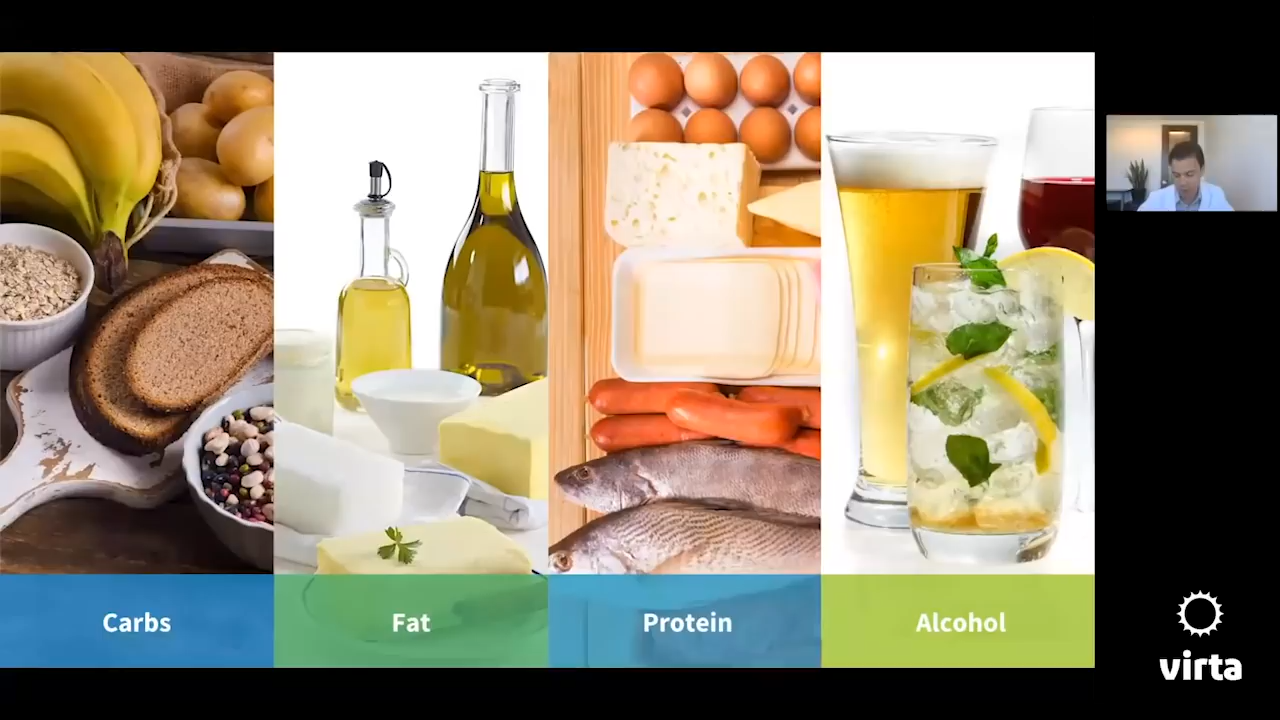 Carbs
Fat
Protein
Alcohol
virta